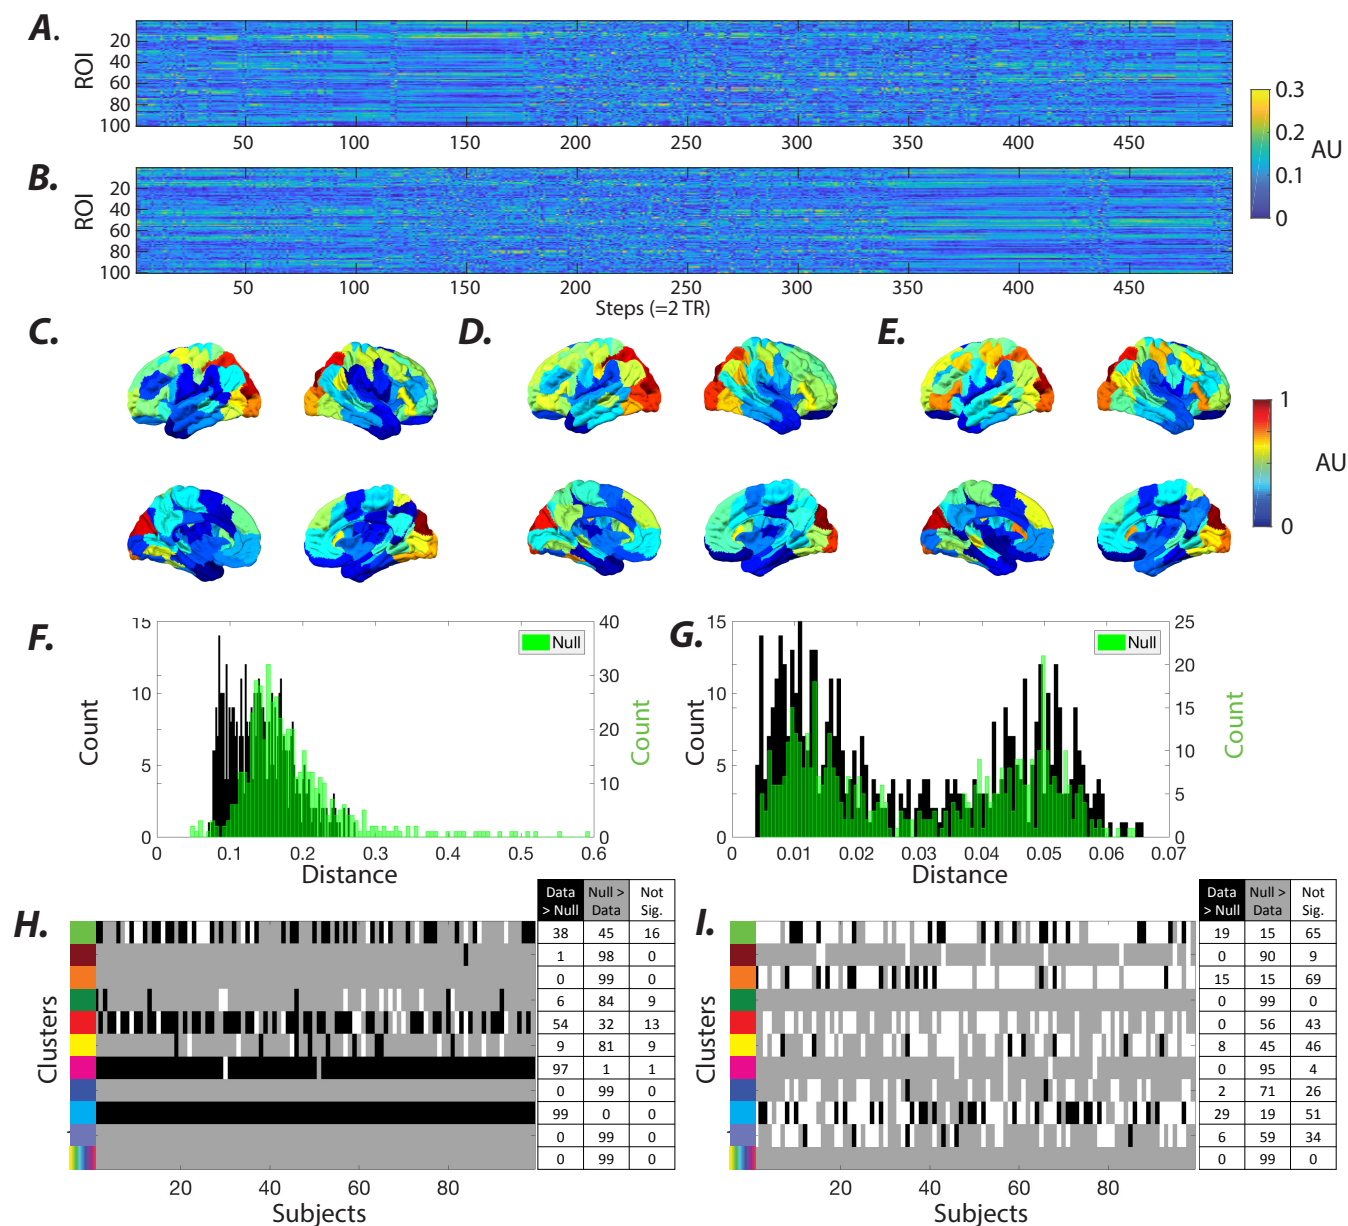 A.
ROI
20
40
60
80
100
50 100 150 200 250 300 350 400 450
0.3
0.2
0.1
0
AU
B.
ROI
20
40
60
80
100
50 100 150 200 250 300 350 400 450
Steps (=2 TR)
C. D. E.
1
0
AU
F.
Count
15
10
5
0
0 0.1 0.2 0.3 0.4 0.5 0.6
Distance
40
30
20
10
0
Count
Null
G.
Count
15
10
5
0
0 0.01 0.02 0.03 0.04 0.05 0.06 0.07
Distance
25
20
15
10
5
0
Count
Null
H.
Clusters
20 40 60 80
Subjects
Data > Null Null > Data Not Sig.
38 45 16
1 98 0
0 99 0
6 84 9
54 32 13
9 81 9
97 1 1
0 99 0
99 0 0
0 99 0
0 99 0
I.
Clusters
20 40 60 80
Subjects
Data > Null Null > Data Not Sig.
19 15 65
0 90 9
15 15 69
0 99 0
0 56 43
8 45 46
0 95 4
2 71 26
29 19 51
6 59 34
0 99 0